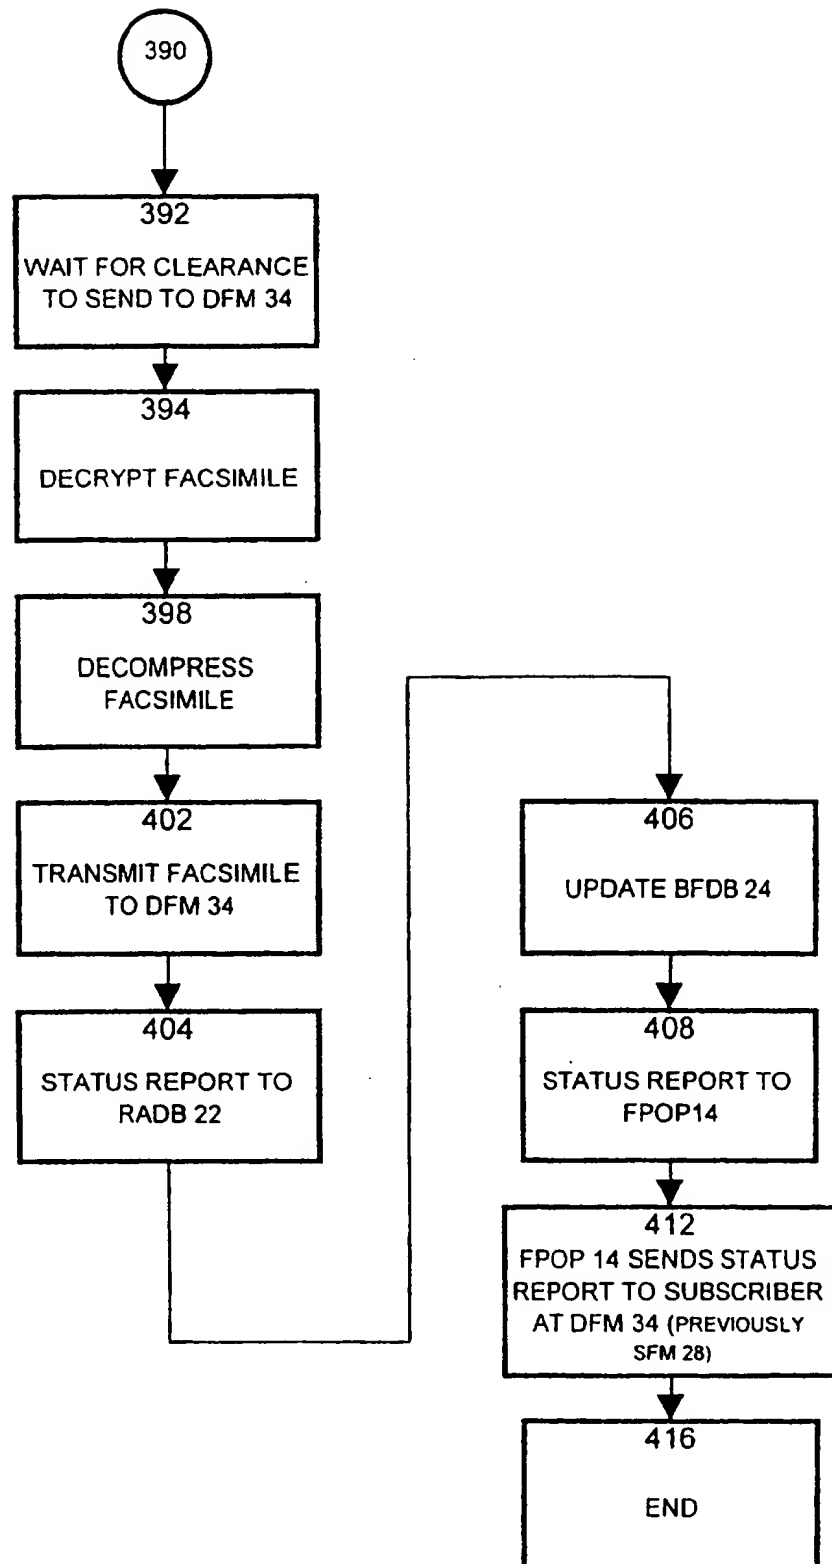 390
392
WAIT FOR CLEARANCE
TO SEND TO DFM 34
394
DECRYPT FACSIMILE
398
DECOMPRESS
FACSIMILE
402
TRANSMIT FACSIMILE
TO DFM 34
404
STATUS REPORT TO
RADB 22
406
UPDATE BFDB 24
408
STATUS REPORT TO
FPOP14
412
FPOP 14 SENDS STATUS
REPORT TO SUBSCRIBER
AT DFM 34 (PREVIOUSLY
SFM 28)
416
END